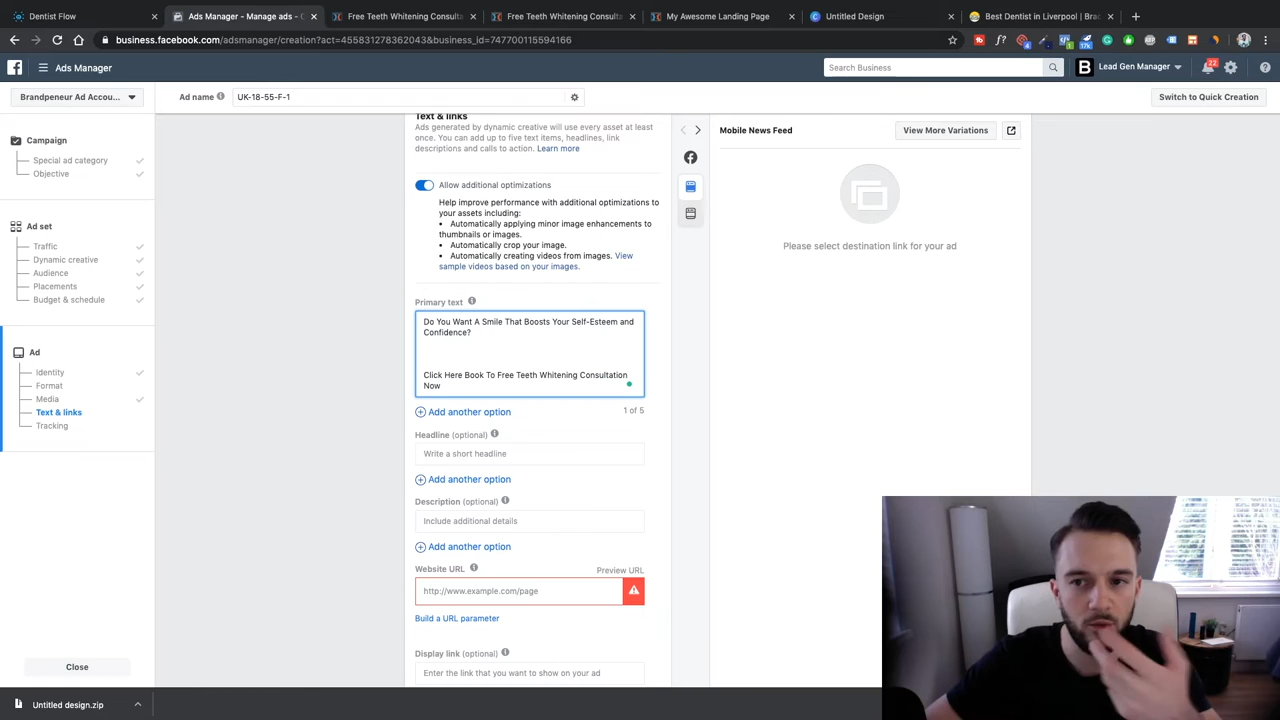 Dentist Flow
Ads Manager - Manage ads -
Free Teeth Whitening Consulta
Free Teeth Whitening Consulta
My Awesome Landing Page
Untitled Design
Best Dentist in Liverpool | Brac
business.facebook.com/adsmanager/creation?act=455831278362043&business_id=747700115594166
Ads Manager
Search Business
B
Lead Gen Manager
22
Brandpeneur Ad Accou...
Ad name
UK-18-55-F-1
Switch to Quick Creation
Campaign
Special ad category
Objective
Ad set
Traffic
Dynamic creative
Audience
Placements
Budget & schedule
Ad
Identity
Format
Media
Text & links
Tracking
Close
Text & links
Ads generated by dynamic creative will use every asset at least
once. You can add up to five text items, headlines, link
descriptions and calls to action. Learn more
Allow additional optimizations
Help improve performance with additional optimizations to
your assets including:
• Automatically applying minor image enhancements to
thumbnails or images.
• Automatically crop your image.
• Automatically creating videos from images. View
sample videos based on your images.
Primary text
Do You Want A Smile That Boosts Your Self-Esteem and
Confidence?
Click Here Book To Free Teeth Whitening Consultation
Now
Add another option
1 of 5
Headline (optional)
Write a short headline
Add another option
Description (optional)
Include additional details
Add another option
Website URL
Preview URL
http://www.example.com/page
Build a URL parameter
Display link (optional)
Enter the link that you want to show on your ad
Mobile News Feed
View More Variations
Please select destination link for your ad
Untitled design.zip